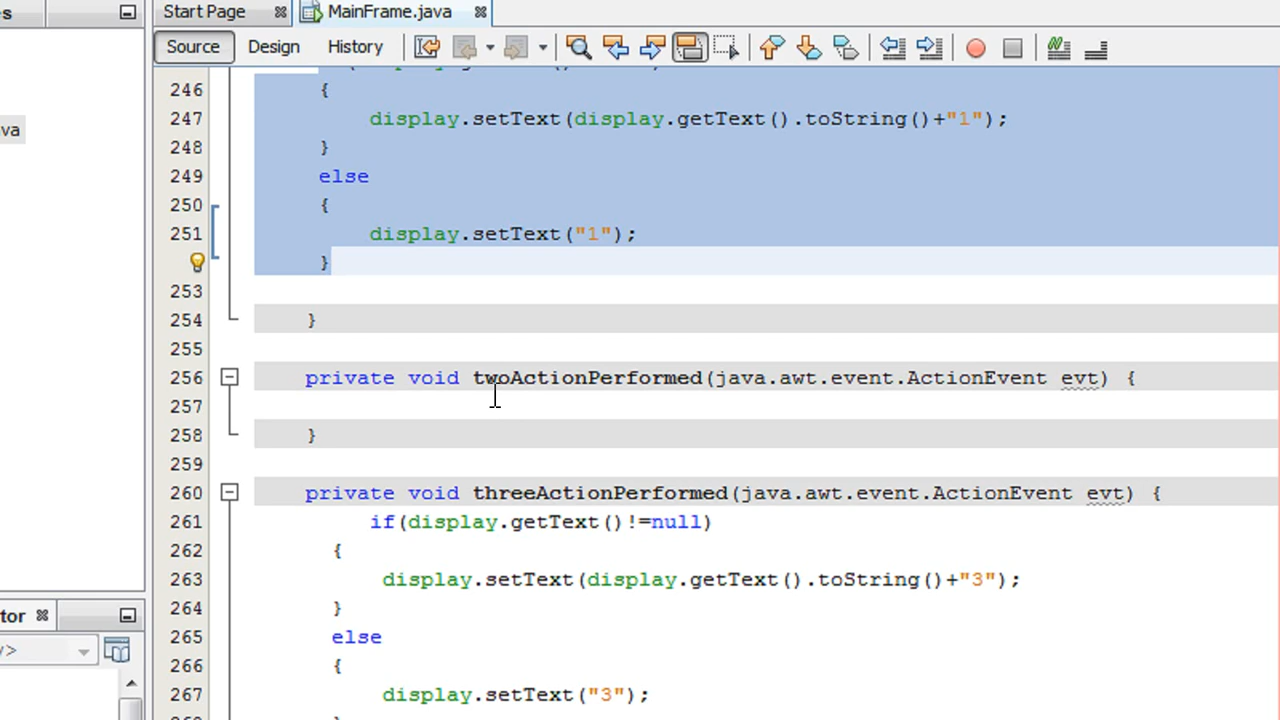 s
Start Page
MainFrame.java
Source
Design
History
va
246 {
247 display.setText(display.getText().toString()+"1");
248 }
249 else
250 {
251 display.setText("1");
}
253
254 }
255
256 private void twoActionPerformed(java.awt.event.ActionEvent evt) {
257
258 }
259
260 private void threeActionPerformed(java.awt.event.ActionEvent evt) {
261 if(display.getText()!=null)
262 {
263 display.setText(display.getText().toString()+"3");
264 }
265 else
266 {
267 display.setText("3");
tor
>